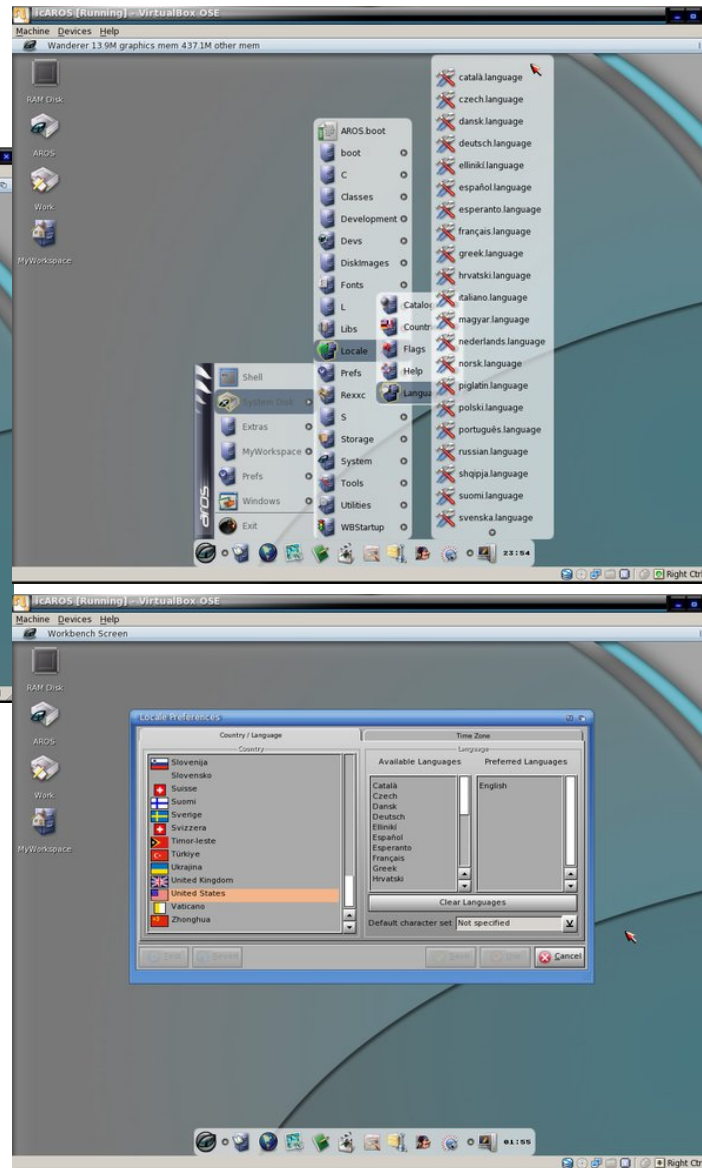 icAROS [Running] - VirtualBox OSE
Machine Devices Help
Wanderer 13.9M graphics mem 437.1M other mem
RAM Disk
AROS
Work
MyWorkspace
català.language
czech.language
dansk.language
deutsch.language
elliniki.language
español.language
esperanto.language
français.language
greek.language
hrvatski.language
italiano.language
magyar.language
nederlands.language
norsk.language
piglatin.language
polski.language
português.language
russian.language
shqipja.language
suomi.language
svenska.language
AROS.boot
boot
C
Classes
Development
Devs
DiskImages
Fonts
L
Libs
Locale
Prefs
Rexxc
S
Storage
System
Tools
Utilities
WBStartup
Catalo
Countri
Flags
Help
Langua
Shell
System Disk
Extras
MyWorkspace
Prefs
Windows
Exit
aros
23:54
Right Ctrl
icAROS [Running] - VirtualBox OSE
Machine Devices Help
Workbench Screen
RAM Disk
AROS
Work
MyWorkspace
Locale Preferences
Country / Language
Time Zone
Country
Slovenija
Slovensko
Suisse
Suomi
Sverige
Svizzera
Timor-leste
Türkiye
Ukrajina
United Kingdom
United States
Vaticano
Zhonghua
Language
Available Languages
Preferred Languages
Català
Czech
Dansk
Deutsch
Elliniki
Español
Esperanto
Français
Greek
Hrvatski
English
Clear Languages
Default character set Not specified
Test
Revert
Save
Use
Cancel
01:55
Right Ctrl